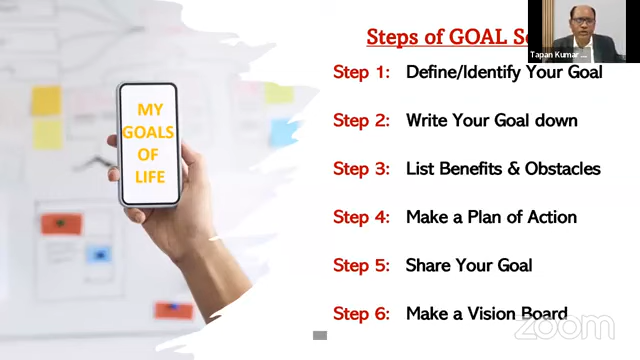 Steps of GOAL Se
Tapan Kumar ...
Step 1: Define/Identify Your Goal
MY
GOALS
OF
LIFE
Step 2: Write Your Goal down
Step 3: List Benefits & Obstacles
Step 4: Make a Plan of Action
Step 5: Share Your Goal
Step 6: Make a Vision Board
zoom